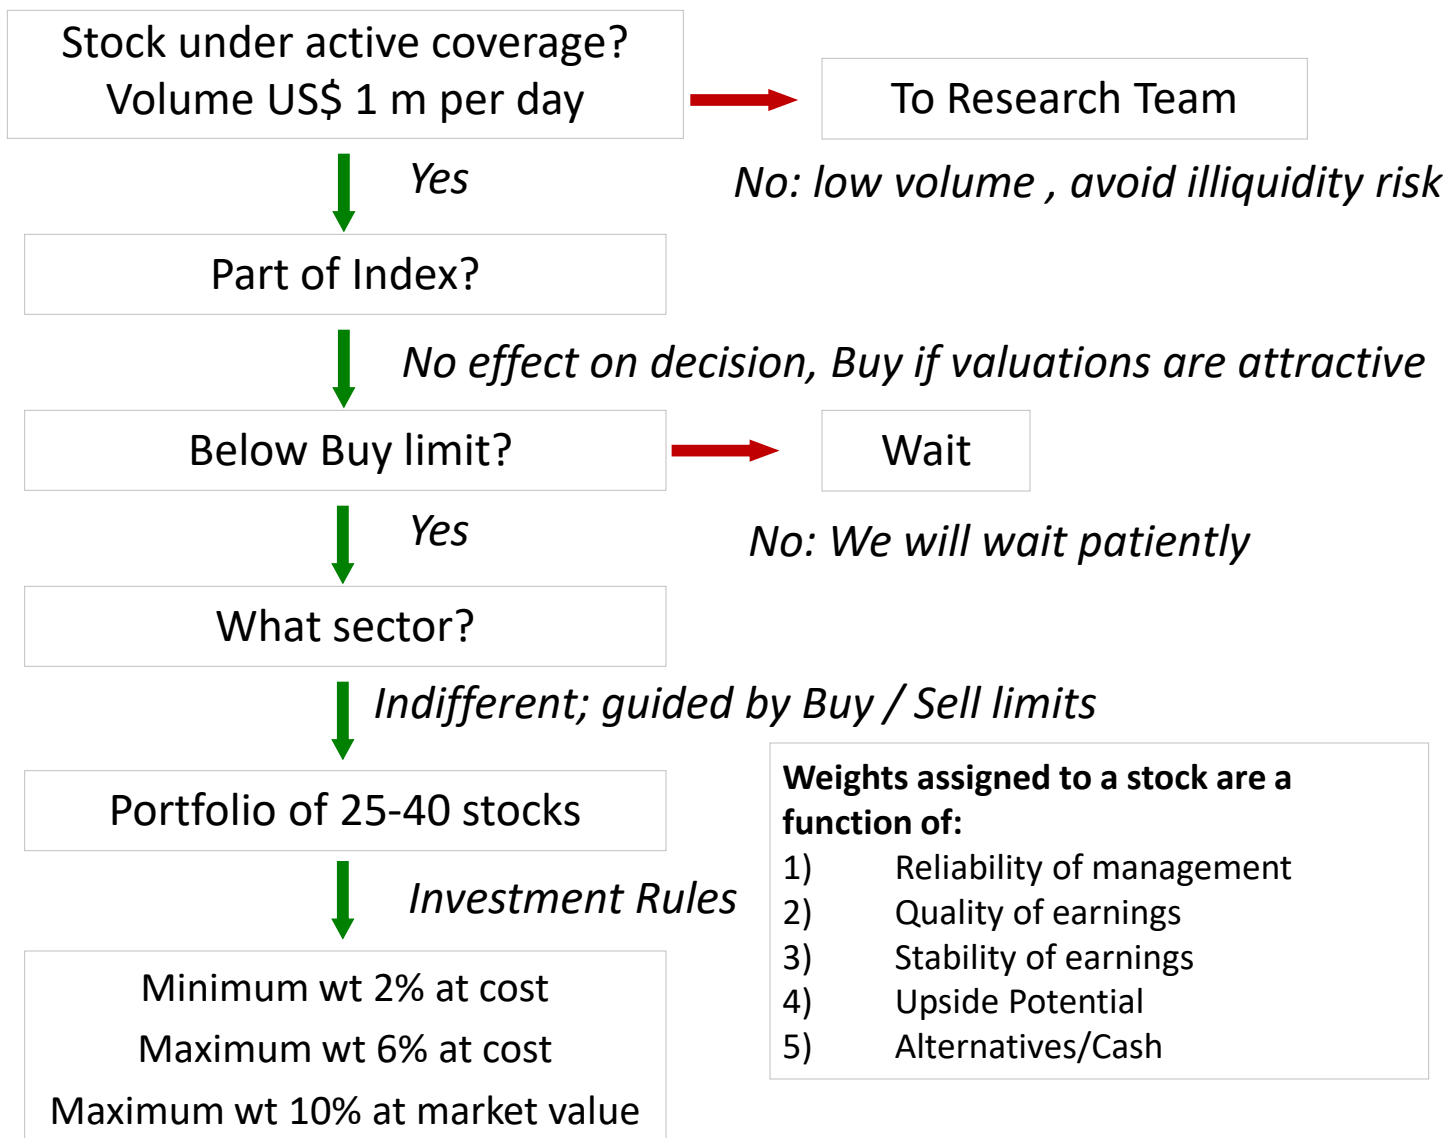 Stock under active coverage?
Volume US$ 1 m per day
To Research Team
Yes
No: low volume , avoid illiquidity risk
Part of Index?
No effect on decision, Buy if valuations are attractive
Below Buy limit?
Wait
Yes
No: We will wait patiently
What sector?
Indifferent; guided by Buy / Sell limits
Portfolio of 25-40 stocks
Investment Rules
Minimum wt 2% at cost
Maximum wt 6% at cost
Maximum wt 10% at market value
Weights assigned to a stock are a
function of:
1) Reliability of management
2) Quality of earnings
3) Stability of earnings
4) Upside Potential
5) Alternatives/Cash